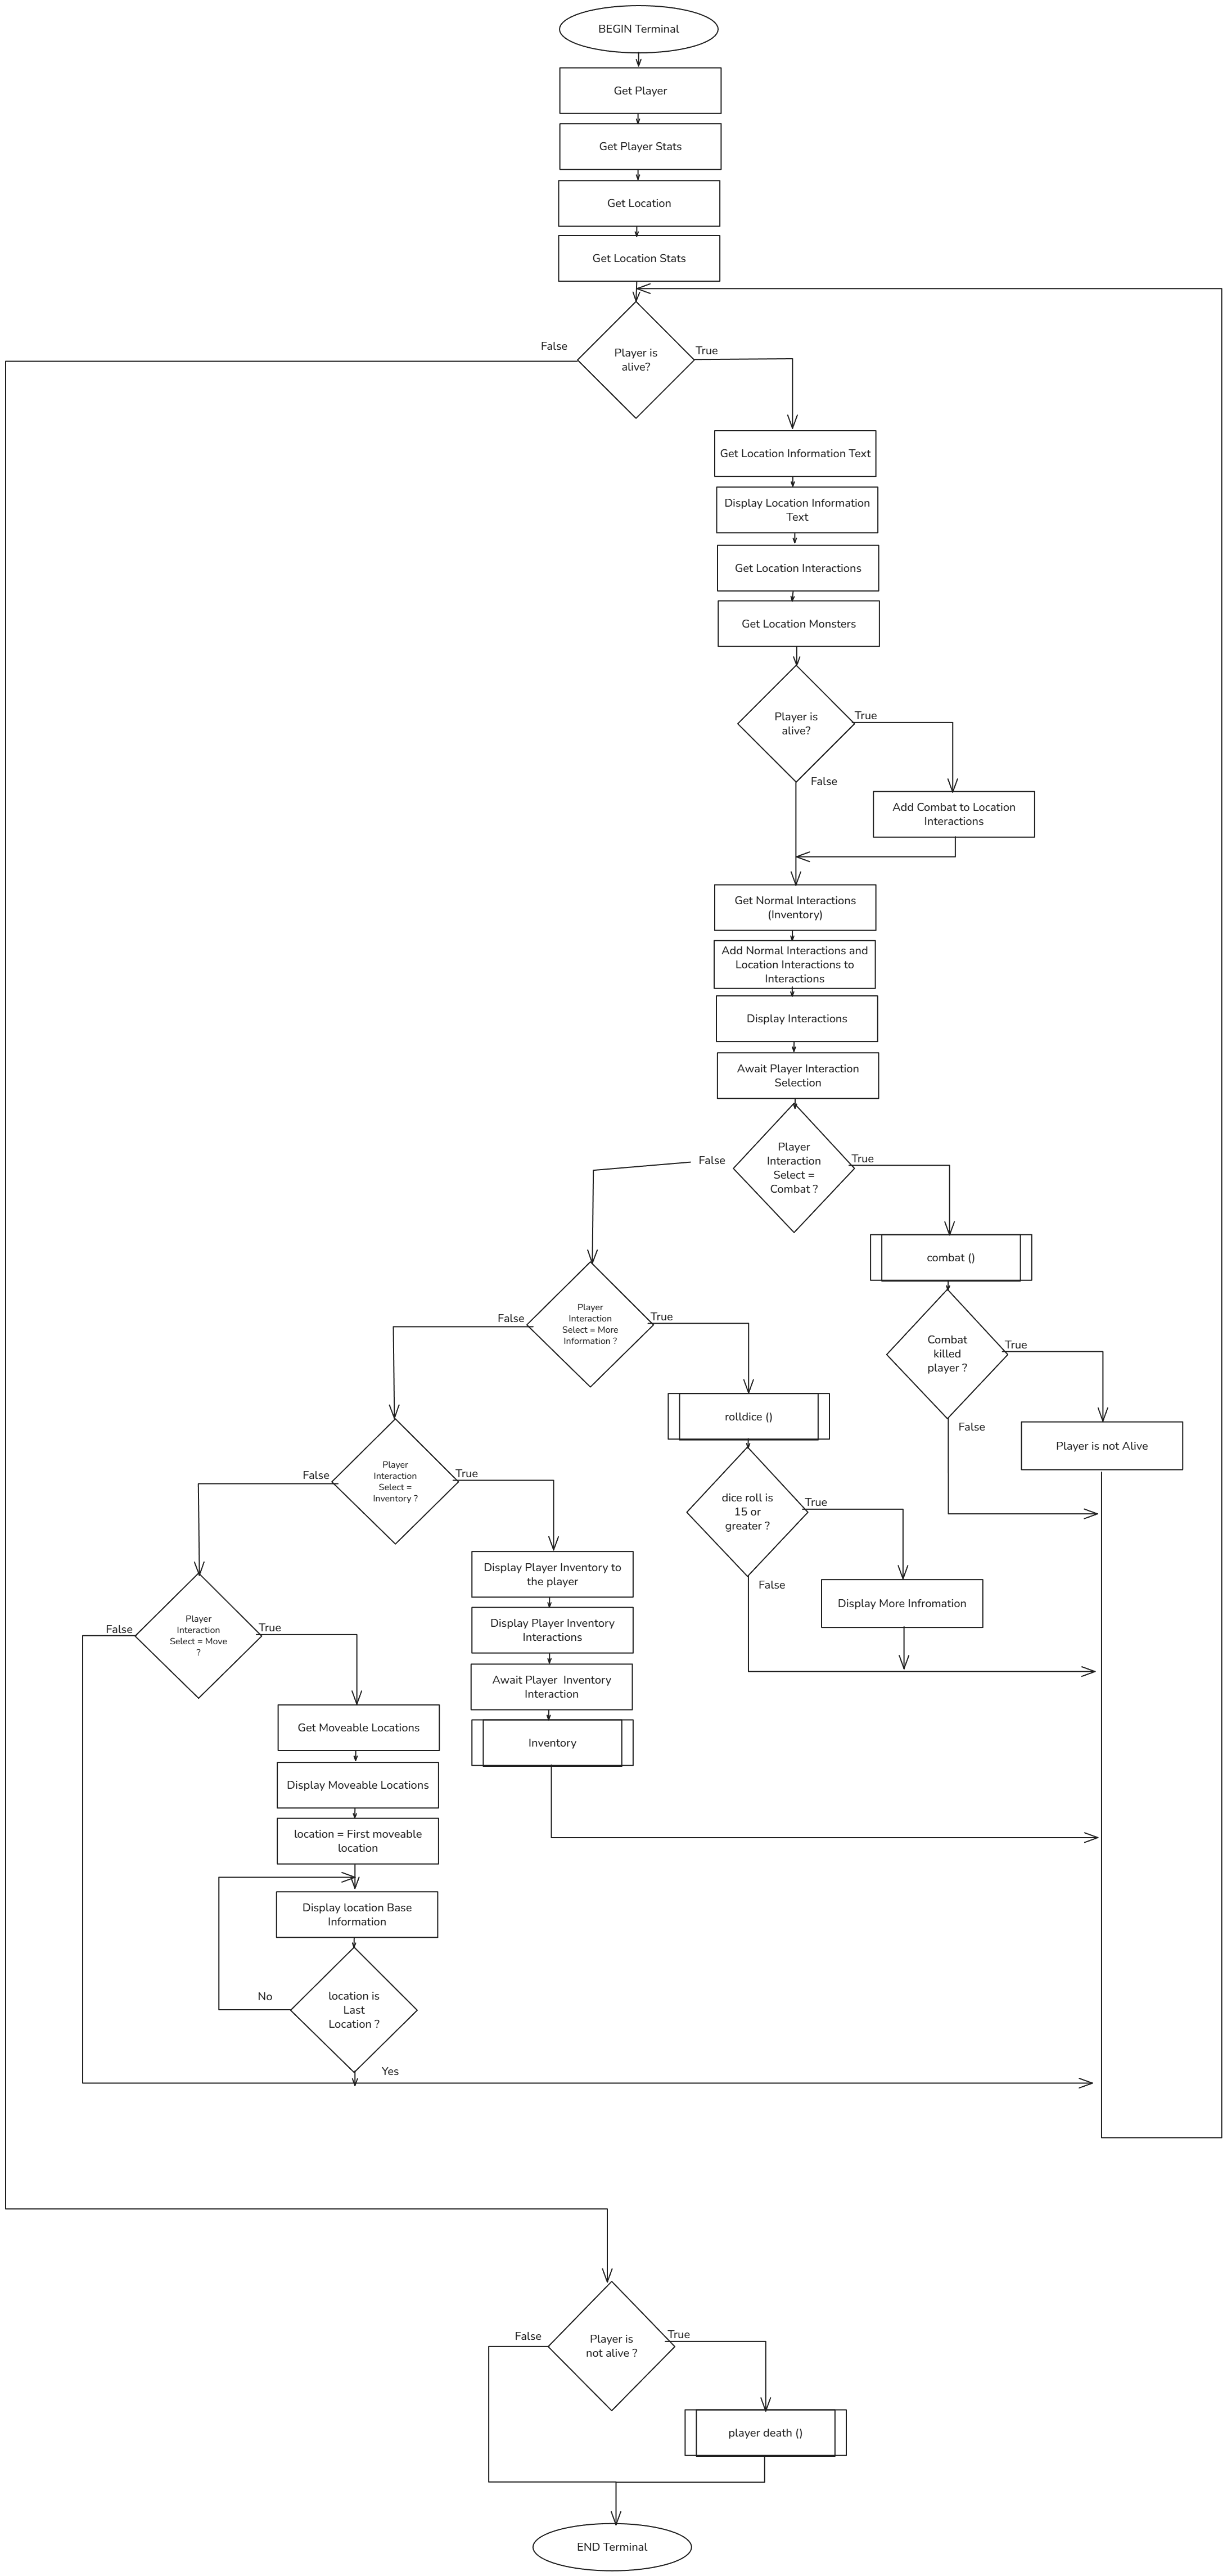 BEGIN Terminal
Get Player
Get Player Stats
Get Location
Get Location Stats
False
True
Player is
alive?
Get Location Information Text
Display Location Information
Text
Get Location Interactions
Get Location Monsters
Player is
alive?
True
False
Add Combat to Location
Interactions
Get Normal Interactions
(Inventory)
Add Normal Interactions and
Location Interactions to
Interactions
Display Interactions
Await Player Interaction
Selection
Player
Interaction
Select =
Combat ?
False
True
combat ()
Player
Interaction
Select = More
Information ?
False
True
Combat
killed
player ?
True
False
Player is not Alive
rolldice ()
Player
Interaction
Select =
Inventory ?
False
True
dice roll is
15 or
greater ?
True
False
Display More Infromation
Display Player Inventory to
the player
Display Player Inventory
Interactions
Await Player  Inventory
Interaction
Inventory
Player
Interaction
Select = Move
?
False
True
Get Moveable Locations
Display Moveable Locations
location = First moveable
location
Display location Base
Information
No
location is
Last
Location ?
Yes
False
Player is
not alive ?
True
player death ()
END Terminal